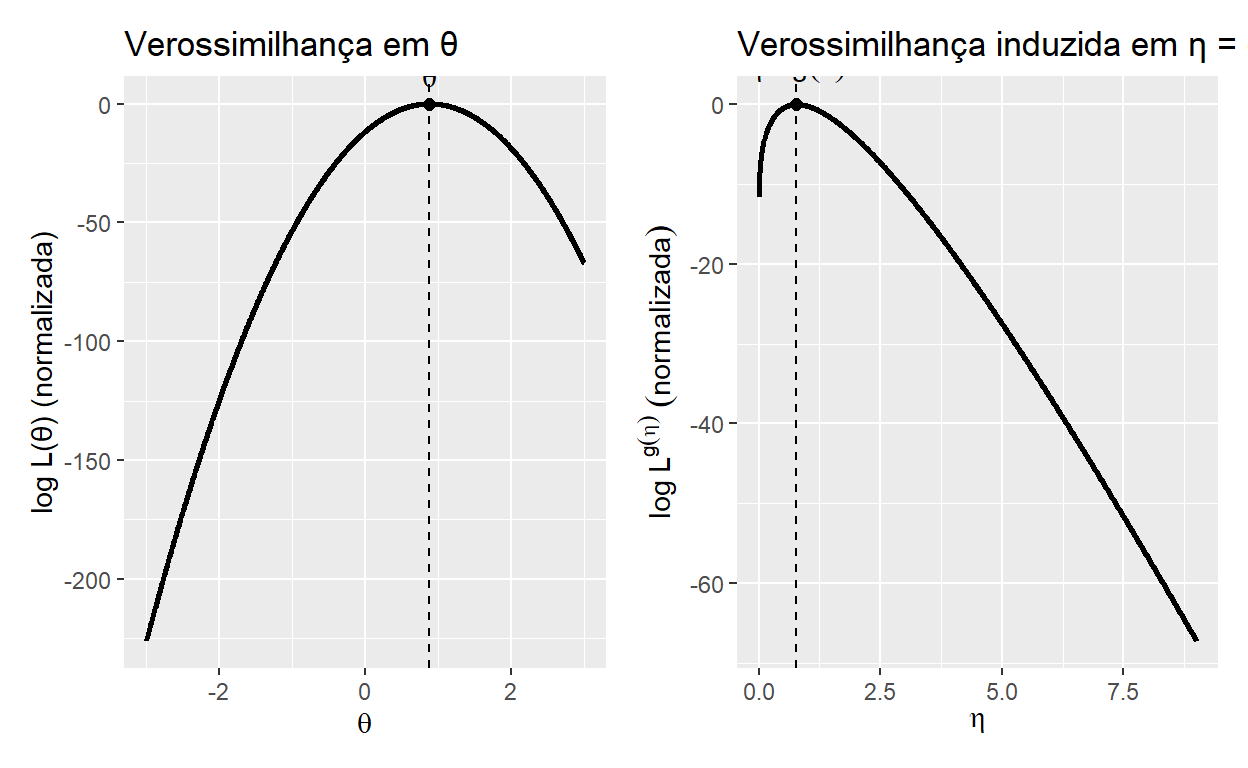 Verossimilhança em θ
θ
0
-50
-100
-150
-200
log L(θ) (normalizada)
-2 0 2
θ
Verossimilhança induzida em η =
0
-20
-40
-60
log L^g(η) (normalizada)
0.0 2.5 5.0 7.5
η